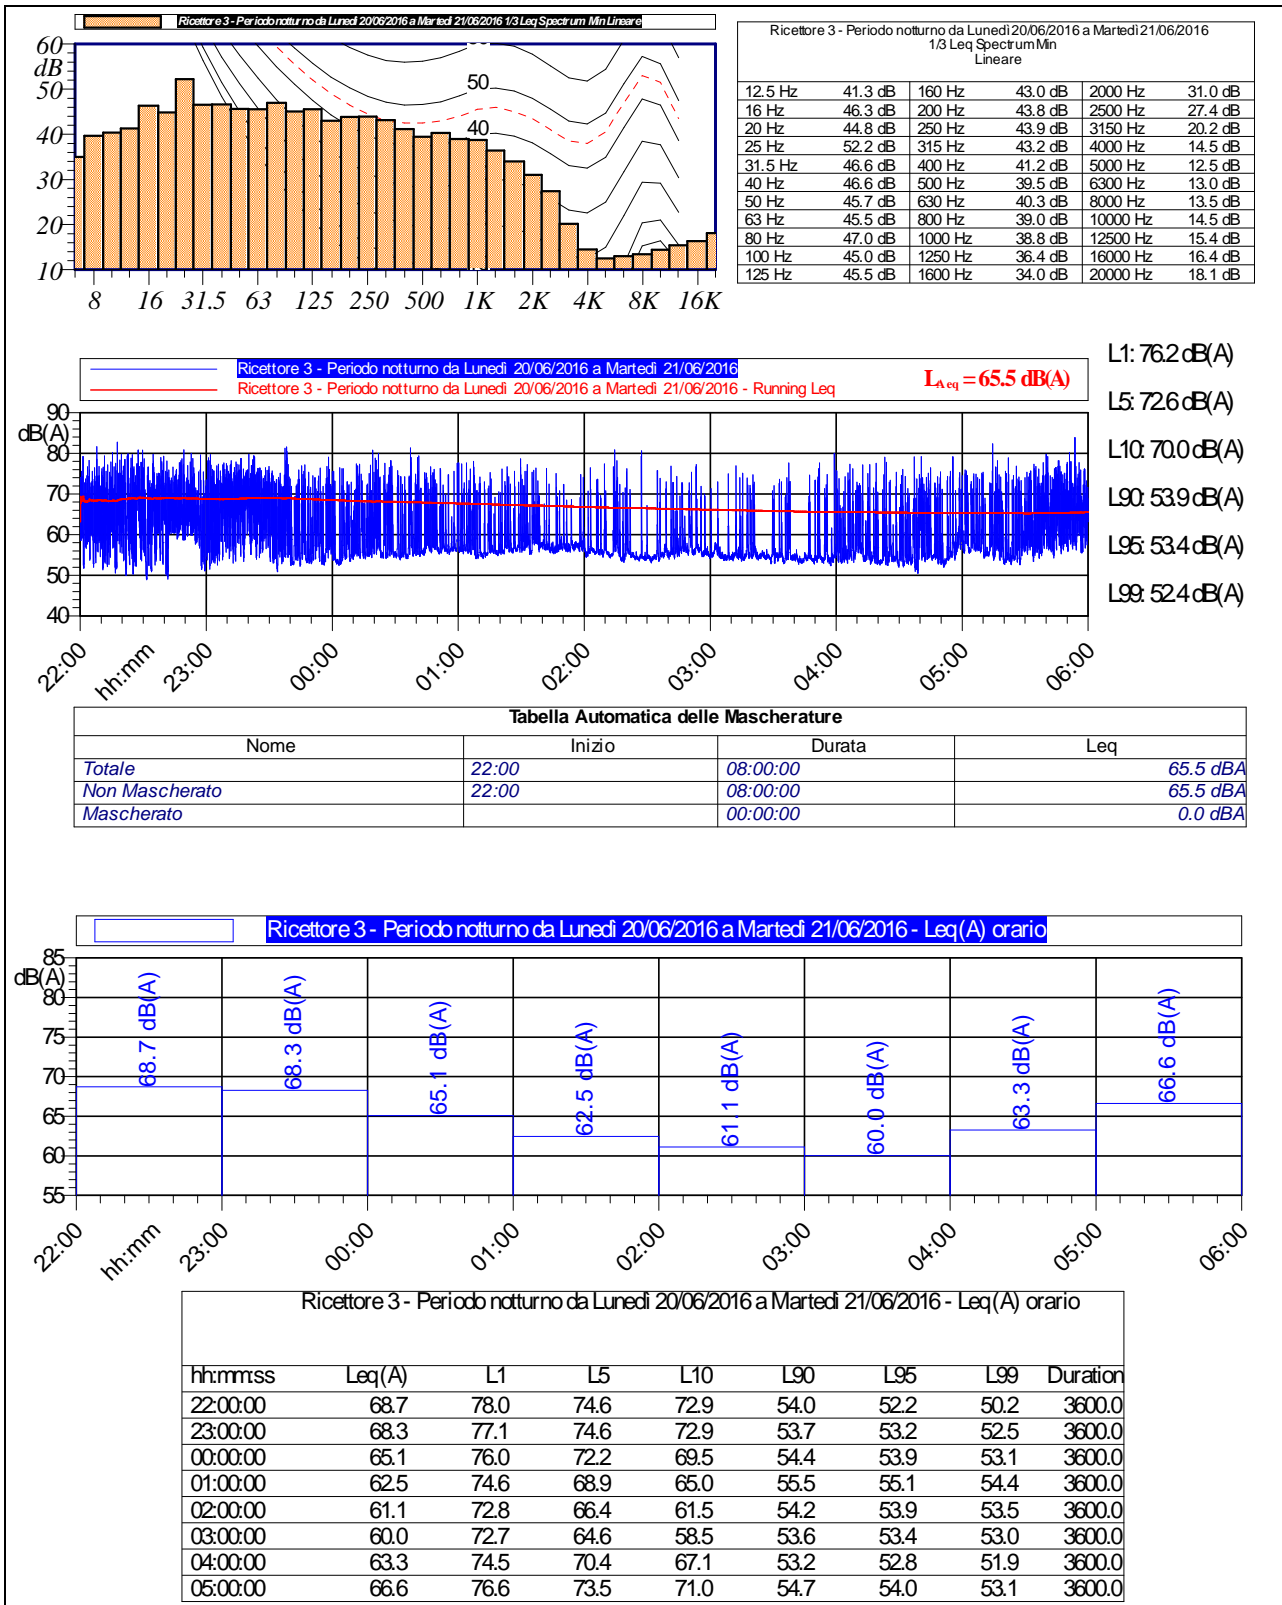 Ricettore 3 - Periodo notturno da Lunedì 20/06/2016 a Martedì 21/06/2016 1/3 Leq Spectrum Min Lineare
60
dB
50
40
30
20
10
50
40
8 16 31.5 63 125 250 500 1K 2K 4K 8K 16K
Ricettore 3 - Periodo notturno da Lunedì 20/06/2016 a Martedì 21/06/2016
1/3 Leq Spectrum Min
Lineare
12.5 Hz 41.3 dB 160 Hz 43.0 dB 2000 Hz 31.0 dB
16 Hz 46.3 dB 200 Hz 43.8 dB 2500 Hz 27.4 dB
20 Hz 44.8 dB 250 Hz 43.9 dB 3150 Hz 20.2 dB
25 Hz 52.2 dB 315 Hz 43.2 dB 4000 Hz 14.5 dB
31.5 Hz 46.6 dB 400 Hz 41.2 dB 5000 Hz 12.5 dB
40 Hz 46.6 dB 500 Hz 39.5 dB 6300 Hz 13.0 dB
50 Hz 45.7 dB 630 Hz 40.3 dB 8000 Hz 13.5 dB
63 Hz 45.5 dB 800 Hz 39.0 dB 10000 Hz 14.5 dB
80 Hz 47.0 dB 1000 Hz 38.8 dB 12500 Hz 15.4 dB
100 Hz 45.0 dB 1250 Hz 36.4 dB 16000 Hz 16.4 dB
125 Hz 45.5 dB 1600 Hz 34.0 dB 20000 Hz 18.1 dB
Ricettore 3 - Periodo notturno da Lunedì 20/06/2016 a Martedì 21/06/2016
Ricettore 3 - Periodo notturno da Lunedì 20/06/2016 a Martedì 21/06/2016 - Running Leq
LAeq = 65.5 dB(A)
90
dB(A)
80
70
60
50
40
22:00 hh:mm 23:00 00:00 01:00 02:00 03:00 04:00 05:00 06:00
L1: 76.2 dB(A)
L5: 72.6 dB(A)
L10: 70.0 dB(A)
L90: 53.9 dB(A)
L95: 53.4 dB(A)
L99: 52.4 dB(A)
Tabella Automatica delle Mascherature
Nome Inizio Durata Leq
Totale 22:00 08:00:00 65.5 dBA
Non Mascherato 22:00 08:00:00 65.5 dBA
Mascherato 00:00:00 0.0 dBA
Ricettore 3 - Periodo notturno da Lunedì 20/06/2016 a Martedì 21/06/2016 - Leq(A) orario
85
dB(A)
80
75
70
65
60
55
68.7 dB(A)
68.3 dB(A)
65.1 dB(A)
62.5 dB(A)
61.1 dB(A)
60.0 dB(A)
63.3 dB(A)
66.6 dB(A)
22:00 hh:mm 23:00 00:00 01:00 02:00 03:00 04:00 05:00 06:00
Ricettore 3 - Periodo notturno da Lunedì 20/06/2016 a Martedì 21/06/2016 - Leq(A) orario
hh:mm:ss Leq(A) L1 L5 L10 L90 L95 L99 Duration
22:00:00 68.7 78.0 74.6 72.9 54.0 52.2 50.2 3600.0
23:00:00 68.3 77.1 74.6 72.9 53.7 53.2 52.5 3600.0
00:00:00 65.1 76.0 72.2 69.5 54.4 53.9 53.1 3600.0
01:00:00 62.5 74.6 68.9 65.0 55.5 55.1 54.4 3600.0
02:00:00 61.1 72.8 66.4 61.5 54.2 53.9 53.5 3600.0
03:00:00 60.0 72.7 64.6 58.5 53.6 53.4 53.0 3600.0
04:00:00 63.3 74.5 70.4 67.1 53.2 52.8 51.9 3600.0
05:00:00 66.6 76.6 73.5 71.0 54.7 54.0 53.1 3600.0